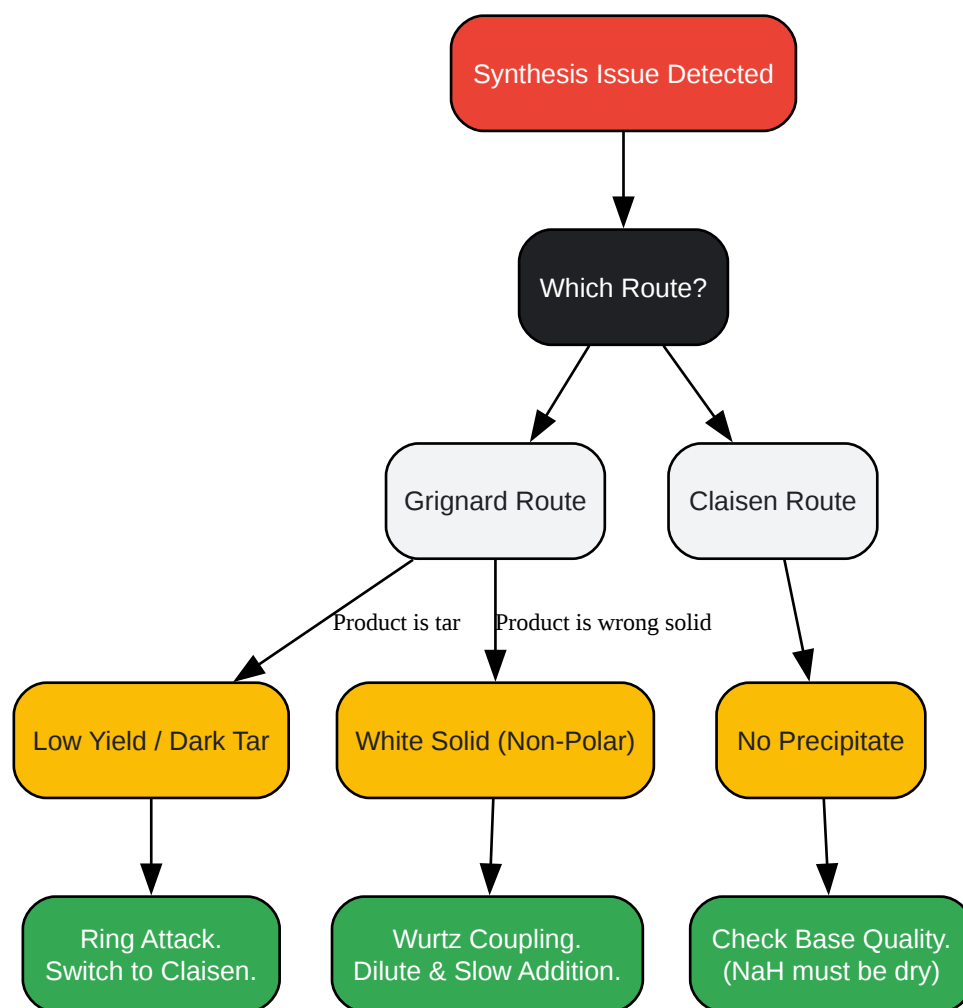 Synthesis Issue Detected
Which Route?
Grignard Route
Claisen Route
Product is tar
Product is wrong solid
Low Yield / Dark Tar
White Solid (Non-Polar)
No Precipitate
Ring Attack.
Switch to Claisen.
Wurtz Coupling.
Dilute & Slow Addition.
Check Base Quality.
(NaH must be dry)